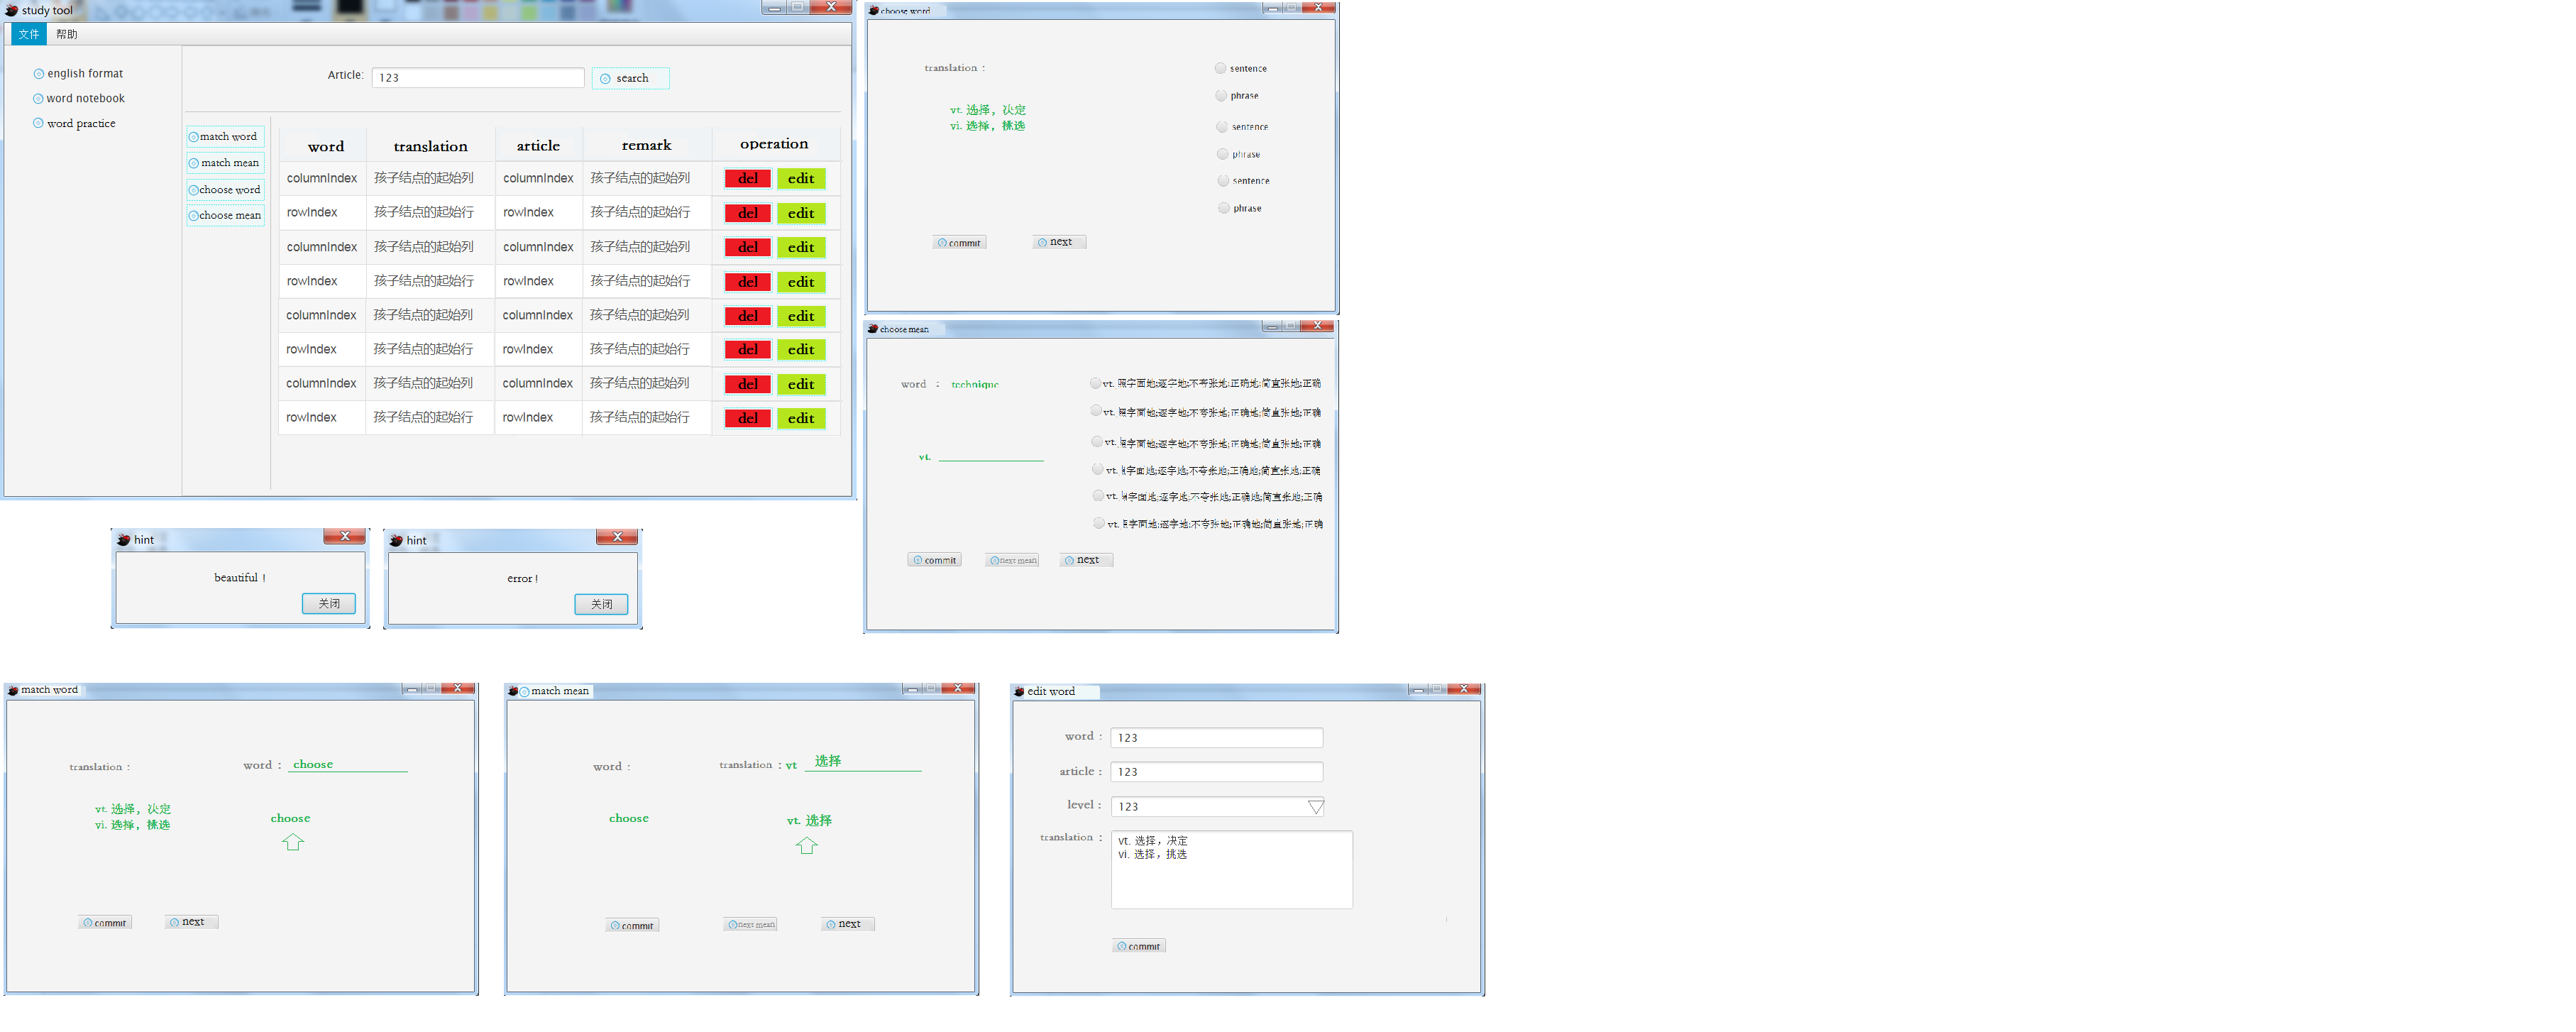 study tool
文件 帮助
english format
word notebook
word practice
Article: 123 search
match word
match mean
choose word
choose mean
word translation article remark operation
columnIndex 孩子结点的起始列 columnIndex 孩子结点的起始列 del edit
rowIndex 孩子结点的起始行 rowIndex 孩子结点的起始行 del edit
columnIndex 孩子结点的起始列 columnIndex 孩子结点的起始列 del edit
rowIndex 孩子结点的起始行 rowIndex 孩子结点的起始行 del edit
columnIndex 孩子结点的起始列 columnIndex 孩子结点的起始列 del edit
rowIndex 孩子结点的起始行 rowIndex 孩子结点的起始行 del edit
columnIndex 孩子结点的起始列 columnIndex 孩子结点的起始列 del edit
rowIndex 孩子结点的起始行 rowIndex 孩子结点的起始行 del edit
choose word
translation :
vt. 选择，决定
vi. 选择，挑选
sentence
phrase
sentence
phrase
sentence
phrase
commit next
choose mean
word : technique
vt.
vt. 照字面地;逐字地;不夸张地;正确地;简直张地;正确
vt. 照字面地;逐字地;不夸张地;正确地;简直张地;正确
vt. 照字面地;逐字地;不夸张地;正确地;简直张地;正确
vt. 照字面地;逐字地;不夸张地;正确地;简直张地;正确
vt. 照字面地;逐字地;不夸张地;正确地;简直张地;正确
vt. 照字面地;逐字地;不夸张地;正确地;简直张地;正确
commit next mean next
hint
beautiful !
关闭
hint
error !
关闭
match word
translation :
word : choose
vt. 选择，决定
vi. 选择，挑选
choose
commit next
match mean
word :
translation : vt 选择
choose
vt. 选择
commit next mean next
edit word
word : 123
article : 123
level : 123
translation :
vt. 选择，决定
vi. 选择，挑选
commit